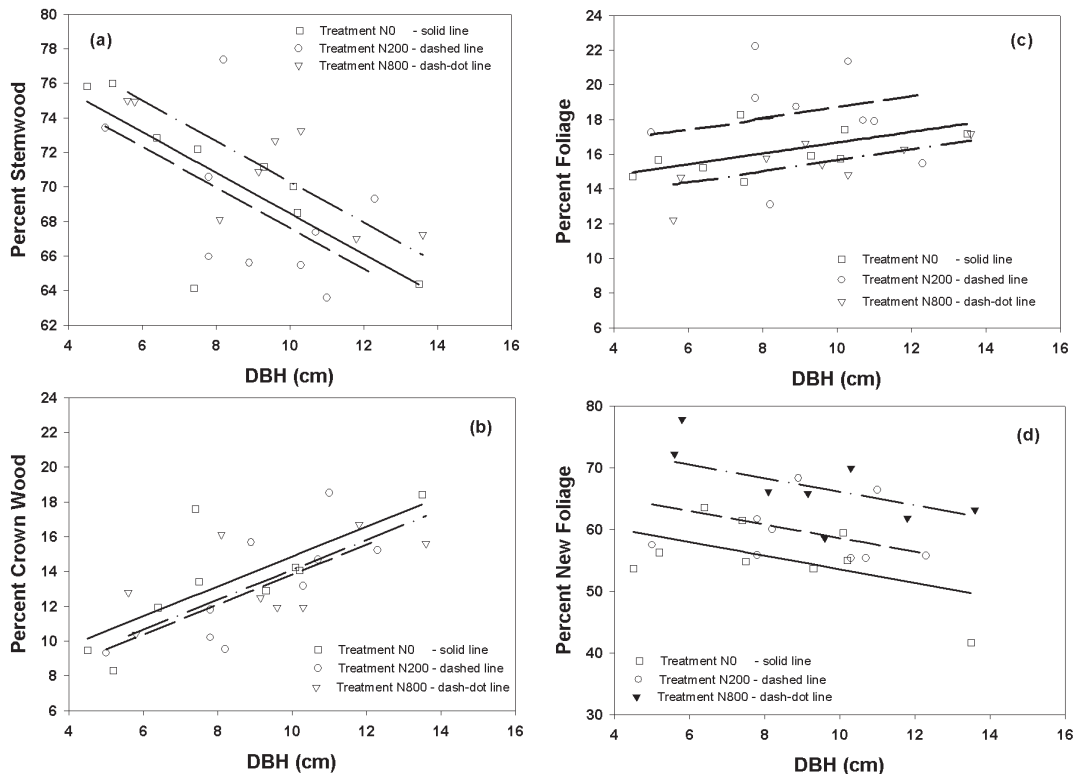 (a)
Treatment N0 - solid line
Treatment N200 - dashed line
Treatment N800 - dash-dot line
Percent Stemwood
80
78
76
74
72
70
68
66
64
62
4 6 8 10 12 14 16
DBH (cm)
(c)
Treatment N0 - solid line
Treatment N200 - dashed line
Treatment N800 - dash-dot line
Percent Foliage
24
22
20
18
16
14
12
10
8
6
4 6 8 10 12 14 16
DBH (cm)
(b)
Treatment N0 - solid line
Treatment N200 - dashed line
Treatment N800 - dash-dot line
Percent Crown Wood
24
22
20
18
16
14
12
10
8
6
4 6 8 10 12 14 16
DBH (cm)
(d)
Treatment N0 - solid line
Treatment N200 - dashed line
Treatment N800 - dash-dot line
Percent New Foliage
80
70
60
50
40
30
4 6 8 10 12 14 16
DBH (cm)